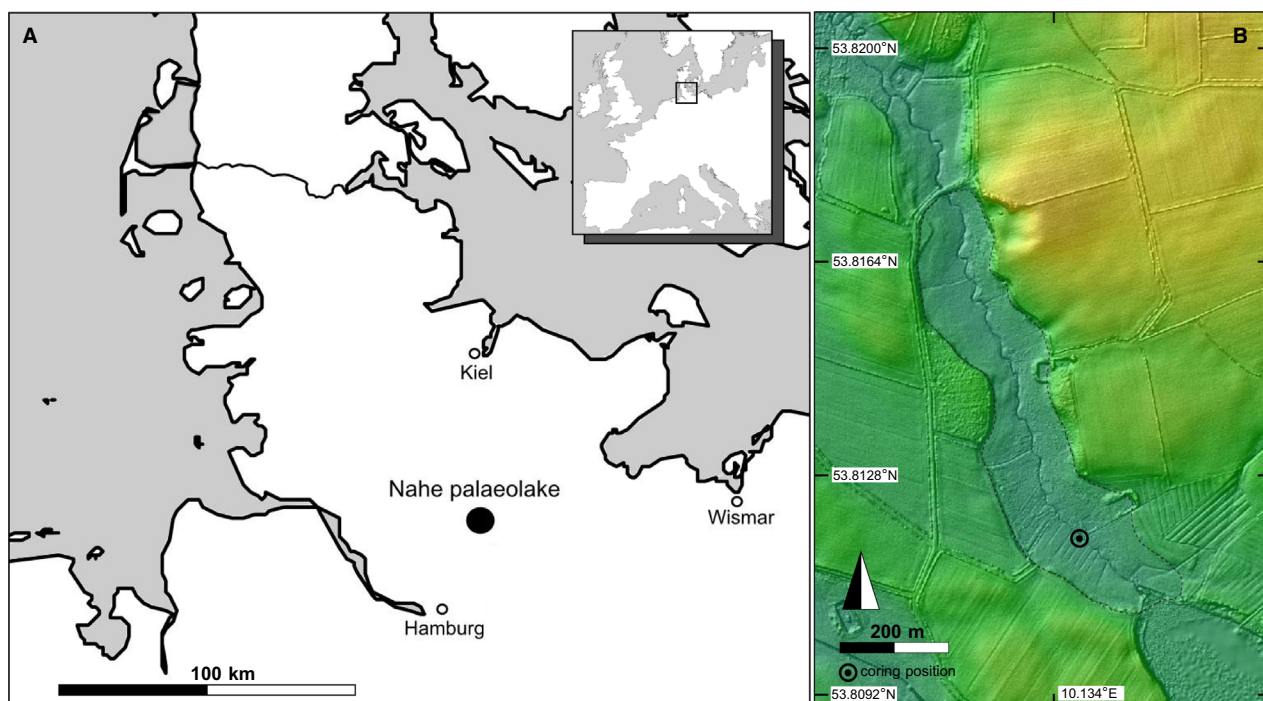 A
Kiel
Nahe palaeolake
Wismar
Hamburg
100 km
B
53.8200°N
53.8164°N
53.8128°N
200 m
coring position
53.8092°N
10.134°E